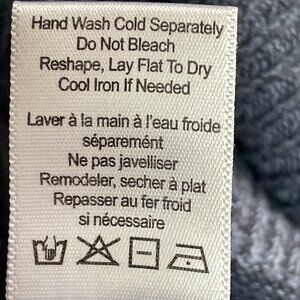 Hand Wash Cold Separately
Do Not Bleach
Reshape, Lay Flat To Dry
Cool Iron If Needed
Laver à la main à l'eau froide
séparément
Ne pas javelliser
Remodeler, secher à plat
Repasser au fer froid
si nécessaire